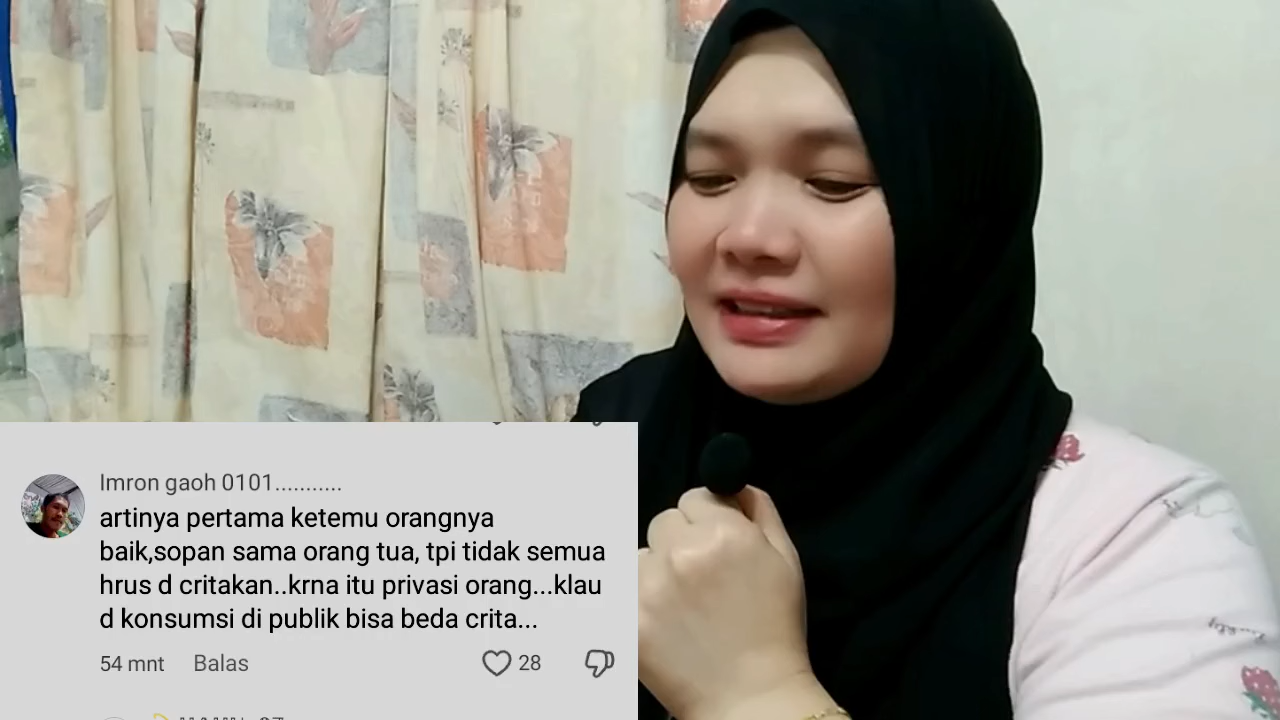 Imron gaoh 0101...........
artinya pertama ketemu orangnya
baik,sopan sama orang tua, tpi tidak semua
hrus d critakan..krna itu privasi orang...klau
d konsumsi di publik bisa beda crita...
54 mnt Balas 28